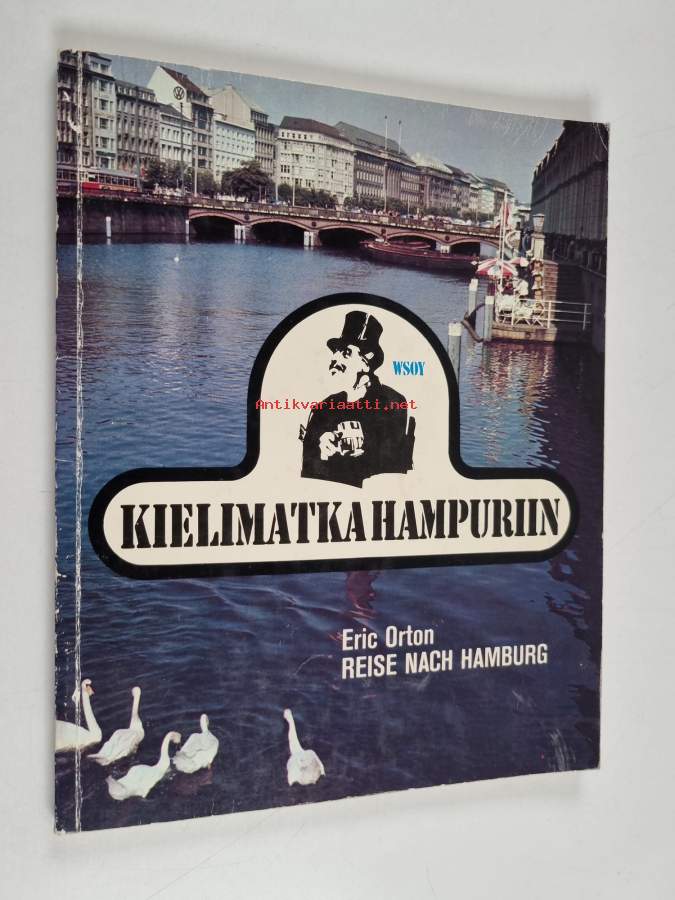 WSOY
Antikvariaatti.net
KIELIMATKA HAMPURIIN
Eric Orton
REISE NACH HAMBURG